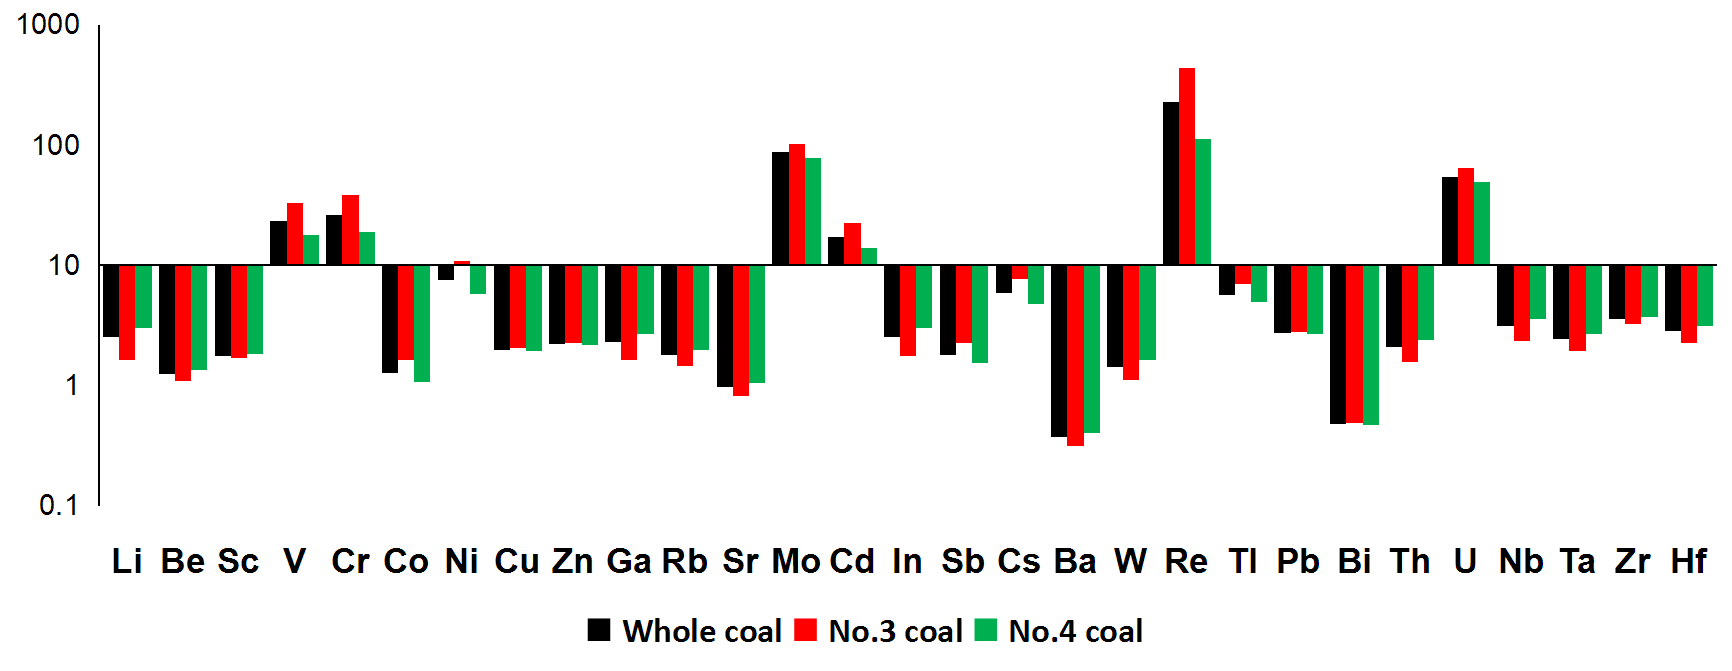 1000
100
10
1
0.1
Li Be Sc V Cr Co Ni Cu Zn Ga Rb Sr Mo Cd In Sb Cs Ba W Re Tl Pb Bi Th U Nb Ta Zr Hf
Whole coal No.3 coal No.4 coal